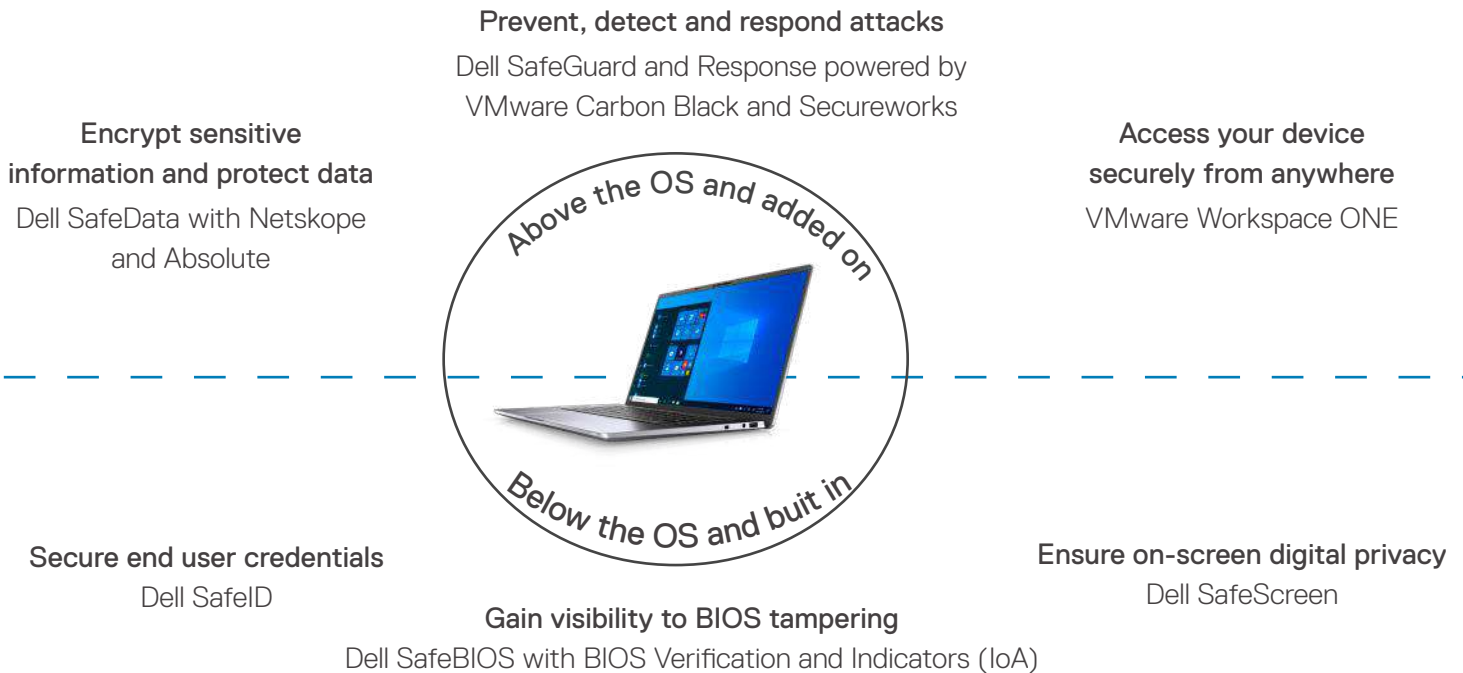 Prevent, detect and respond attacks
Dell SafeGuard and Response powered by
VMware Carbon Black and Secureworks
Encrypt sensitive
information and protect data
Dell SafeData with Netskope
and Absolute
Access your device
securely from anywhere
VMware Workspace ONE
Above the OS and added on
Below the OS and buit in
Secure end user credentials
Dell SafeID
Gain visibility to BIOS tampering
Dell SafeBIOS with BIOS Verification and Indicators (IoA)
Ensure on-screen digital privacy
Dell SafeScreen